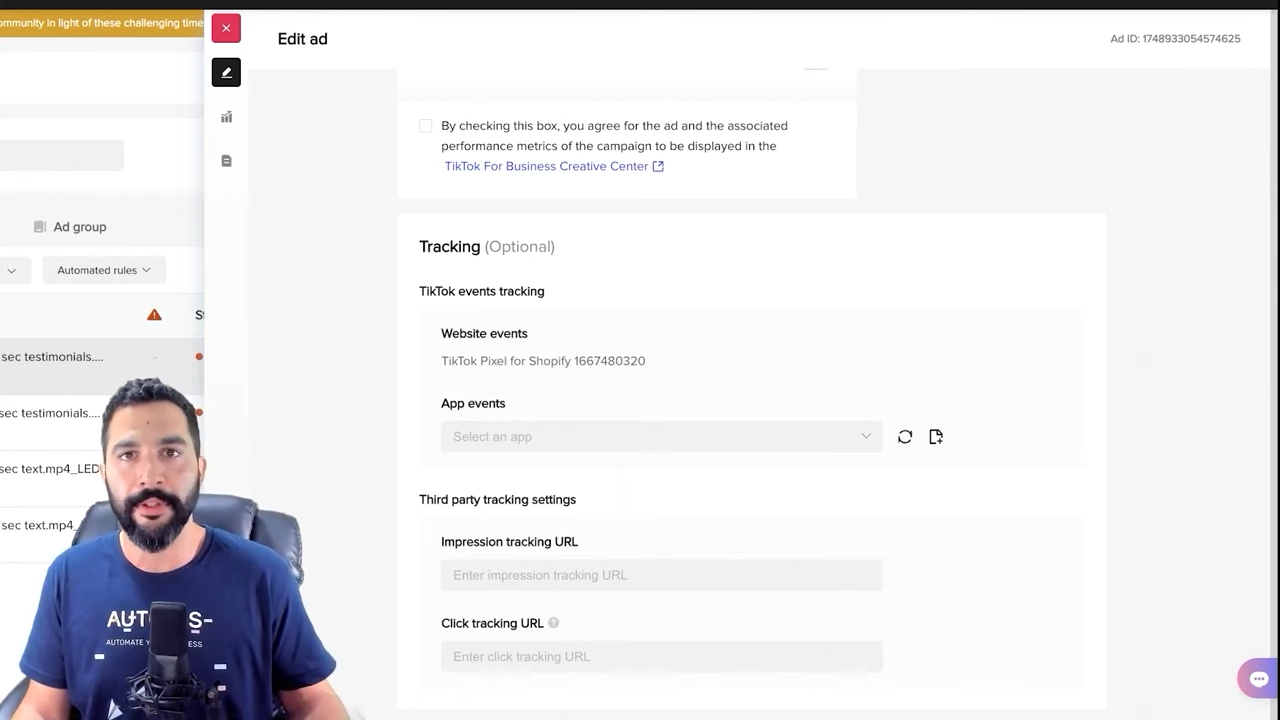 ommunity in light of these challenging time
Edit ad
Ad ID: 1748933054574625
By checking this box, you agree for the ad and the associated
performance metrics of the campaign to be displayed in the
TikTok For Business Creative Center
Ad group
Tracking (Optional)
Automated rules
TikTok events tracking
S
Website events
sec testimonials....
TikTok Pixel for Shopify 1667480320
App events
sec testimonials....
Select an app
sec text.mp4_LED
Third party tracking settings
sec text.mp4_
Impression tracking URL
Enter impression tracking URL
Click tracking URL
Enter click tracking URL